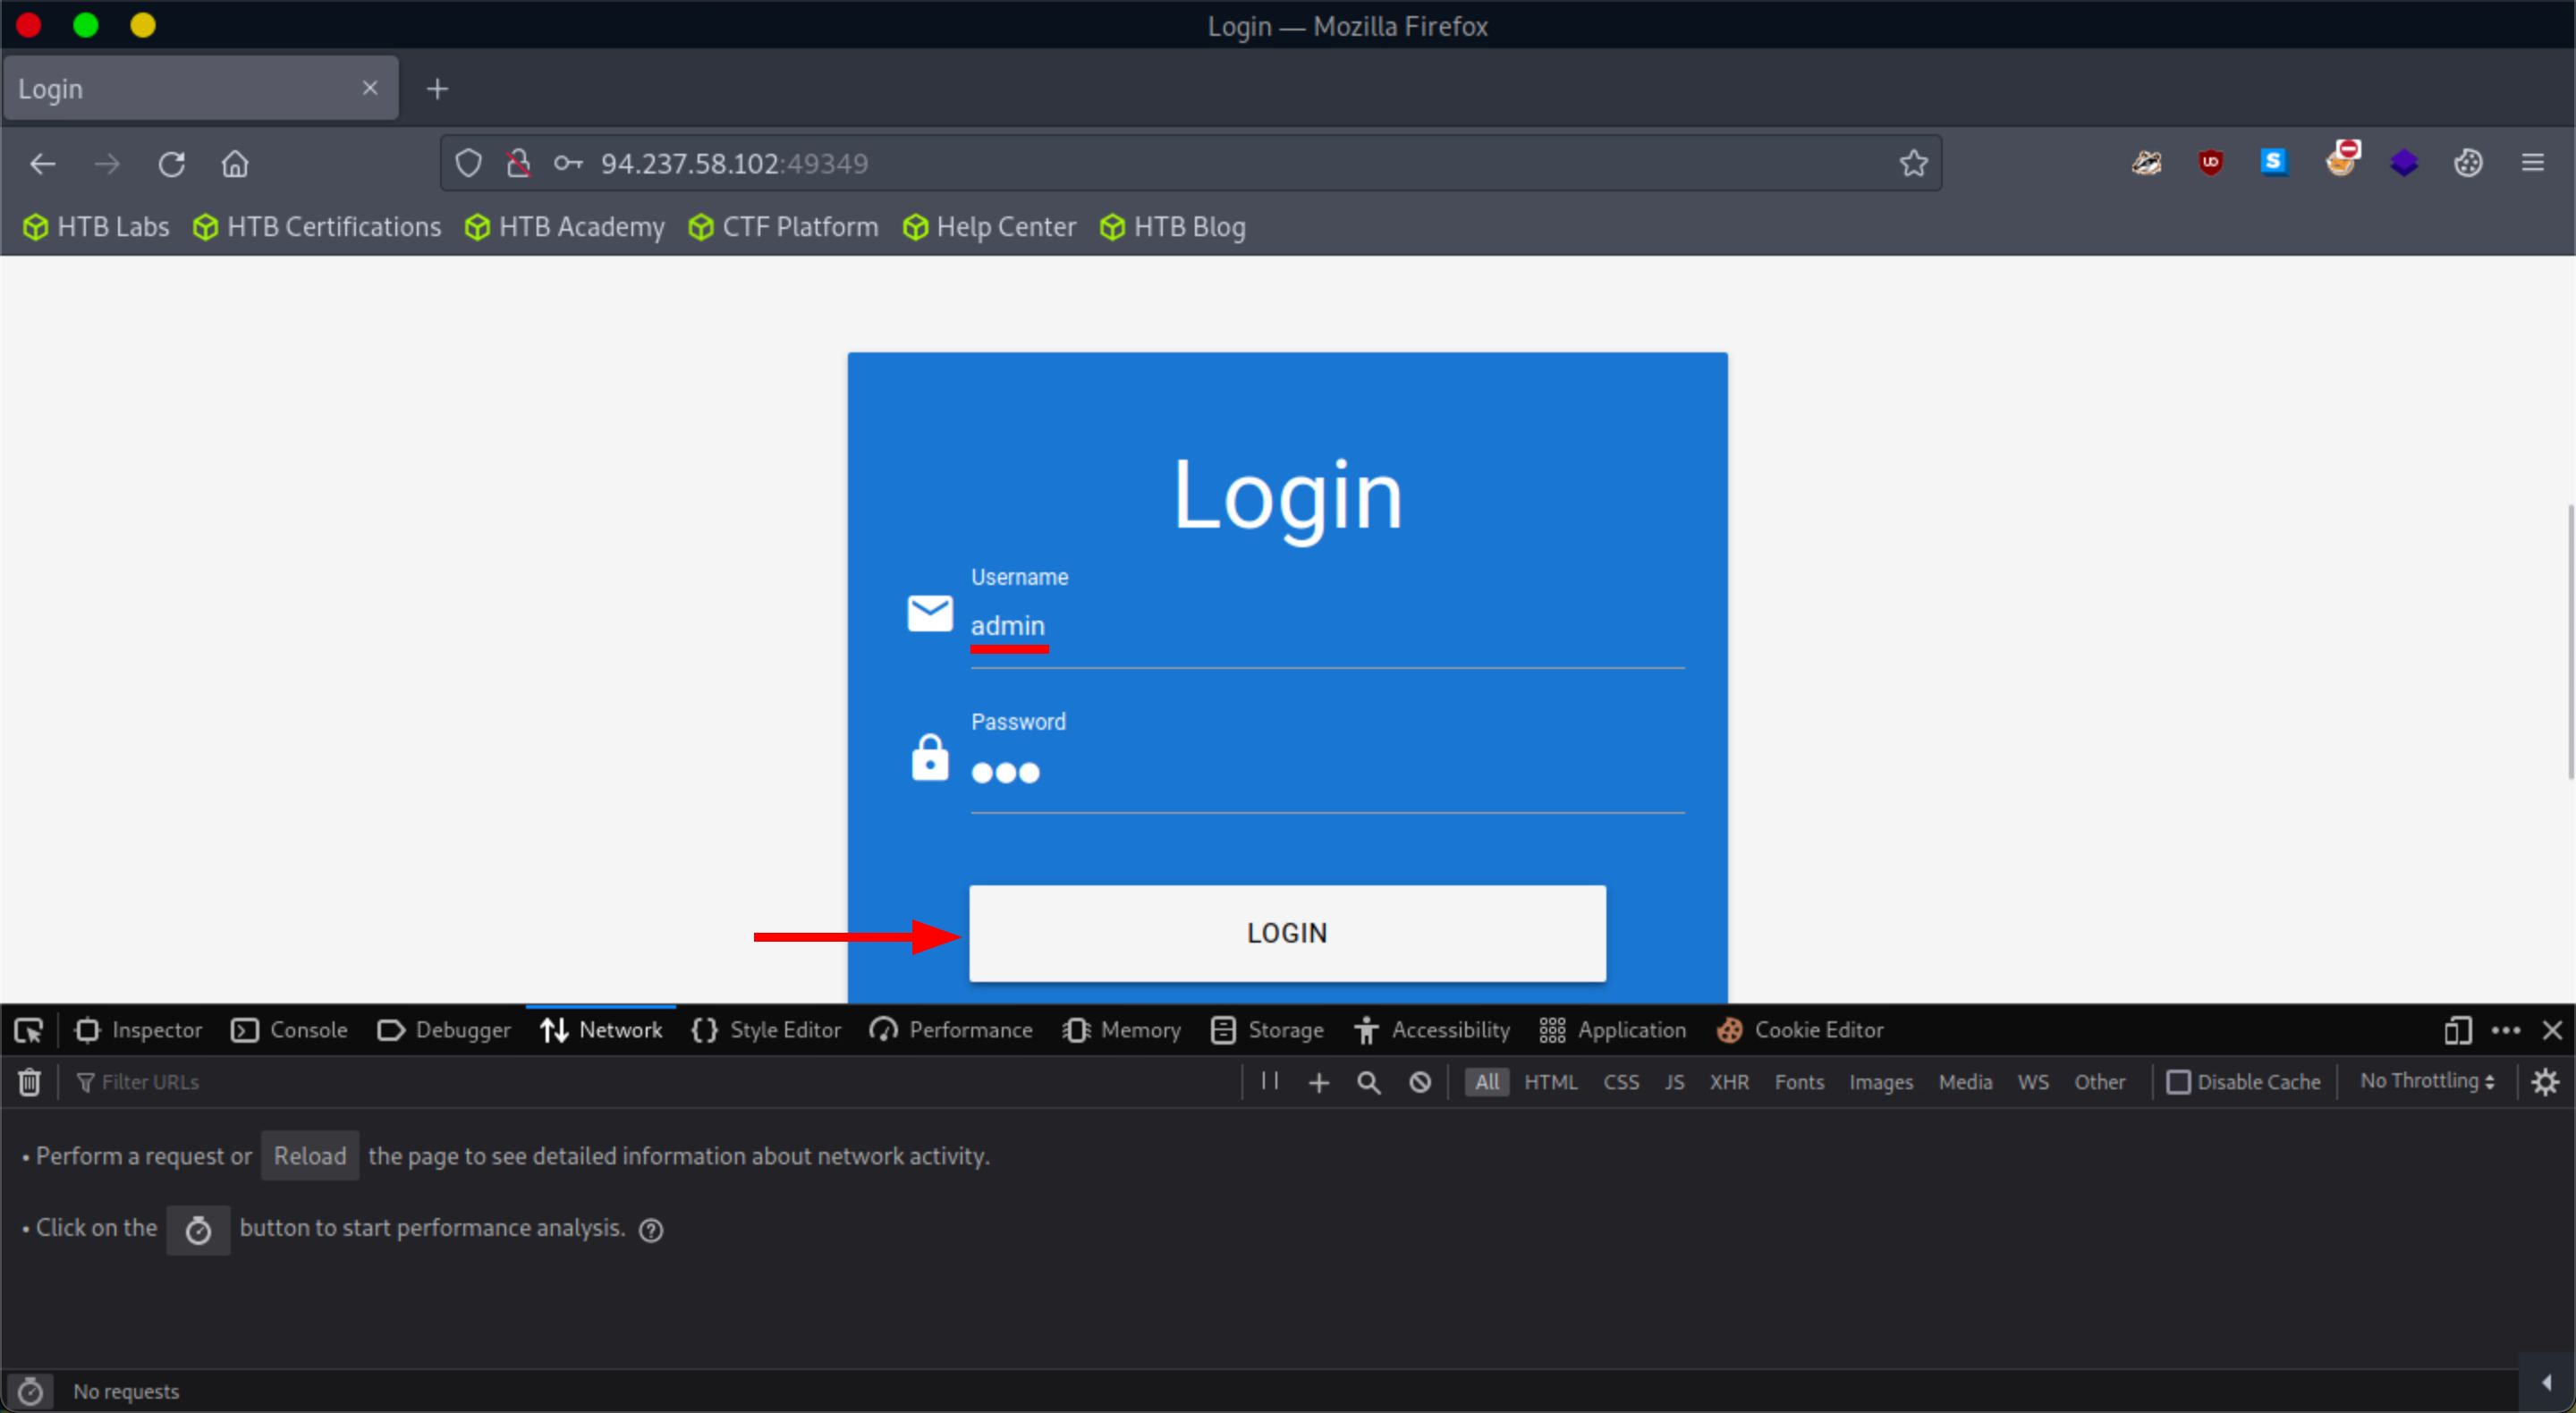 Login — Mozilla Firefox
Login
94.237.58.102:49349
HTB Labs HTB Certifications HTB Academy CTF Platform Help Center HTB Blog
Login
Username
admin
Password
LOGIN
Inspector Console Debugger Network Style Editor Performance Memory Storage Accessibility Application Cookie Editor
Filter URLs All HTML CSS JS XHR Fonts Images Media WS Other Disable Cache No Throttling
• Perform a request or Reload the page to see detailed information about network activity.
• Click on the button to start performance analysis.
No requests